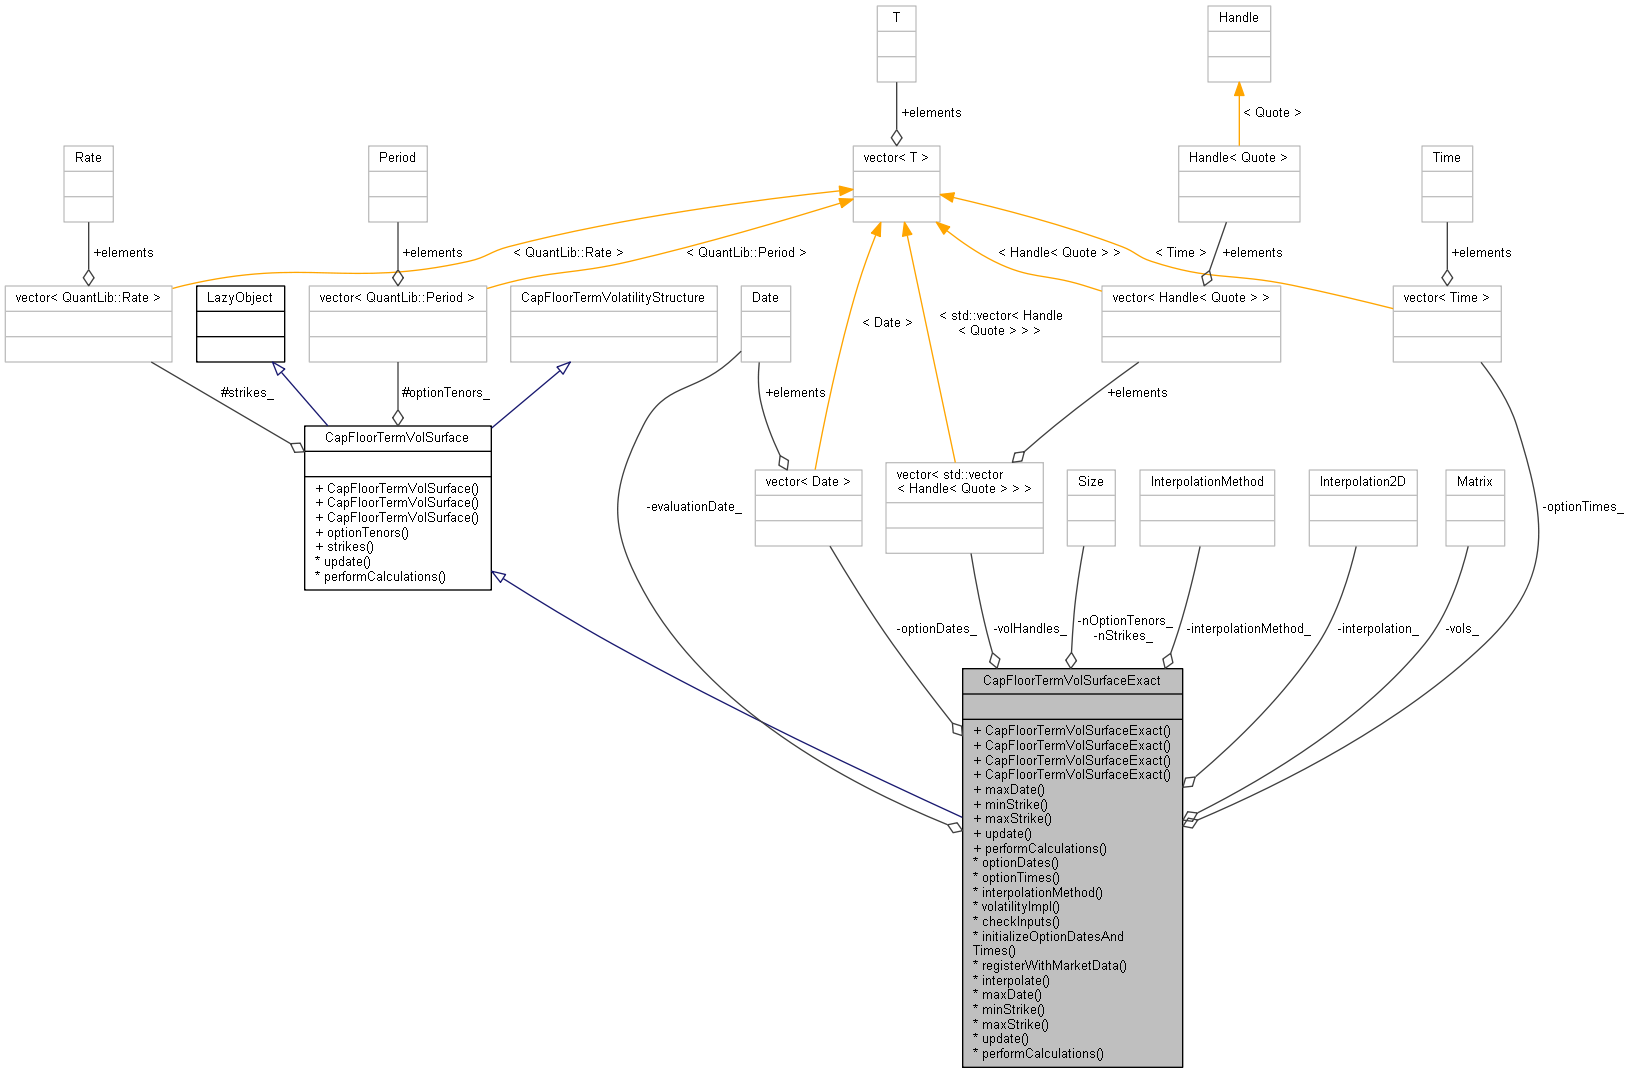 T
Handle
+elements
< Quote >
Rate
Period
vector< T >
Handle< Quote >
Time
+elements
+elements
< QuantLib::Rate >
< QuantLib::Period >
< Handle< Quote > >
< Time >
+elements
+elements
vector< QuantLib::Rate >
LazyObject
vector< QuantLib::Period >
CapFloorTermVolatilityStructure
Date
vector< Handle< Quote > >
vector< Time >
< Date >
< std::vector< Handle
< Quote > > >
#strikes_
#optionTenors_
+elements
+elements
CapFloorTermVolSurface
+ CapFloorTermVolSurface()
+ CapFloorTermVolSurface()
+ CapFloorTermVolSurface()
+ optionTenors()
+ strikes()
* update()
* performCalculations()
-evaluationDate_
vector< Date >
vector< std::vector
< Handle< Quote > > >
Size
InterpolationMethod
Interpolation2D
Matrix
-optionTimes_
-optionDates_
-volHandles_
-nOptionTenors_
-nStrikes_
-interpolationMethod_
-interpolation_
-vols_
CapFloorTermVolSurfaceExact
+ CapFloorTermVolSurfaceExact()
+ CapFloorTermVolSurfaceExact()
+ CapFloorTermVolSurfaceExact()
+ CapFloorTermVolSurfaceExact()
+ maxDate()
+ minStrike()
+ maxStrike()
+ update()
+ performCalculations()
* optionDates()
* optionTimes()
* interpolationMethod()
* volatilityImpl()
* checkInputs()
* initializeOptionDatesAnd
Times()
* registerWithMarketData()
* interpolate()
* maxDate()
* minStrike()
* maxStrike()
* update()
* performCalculations()